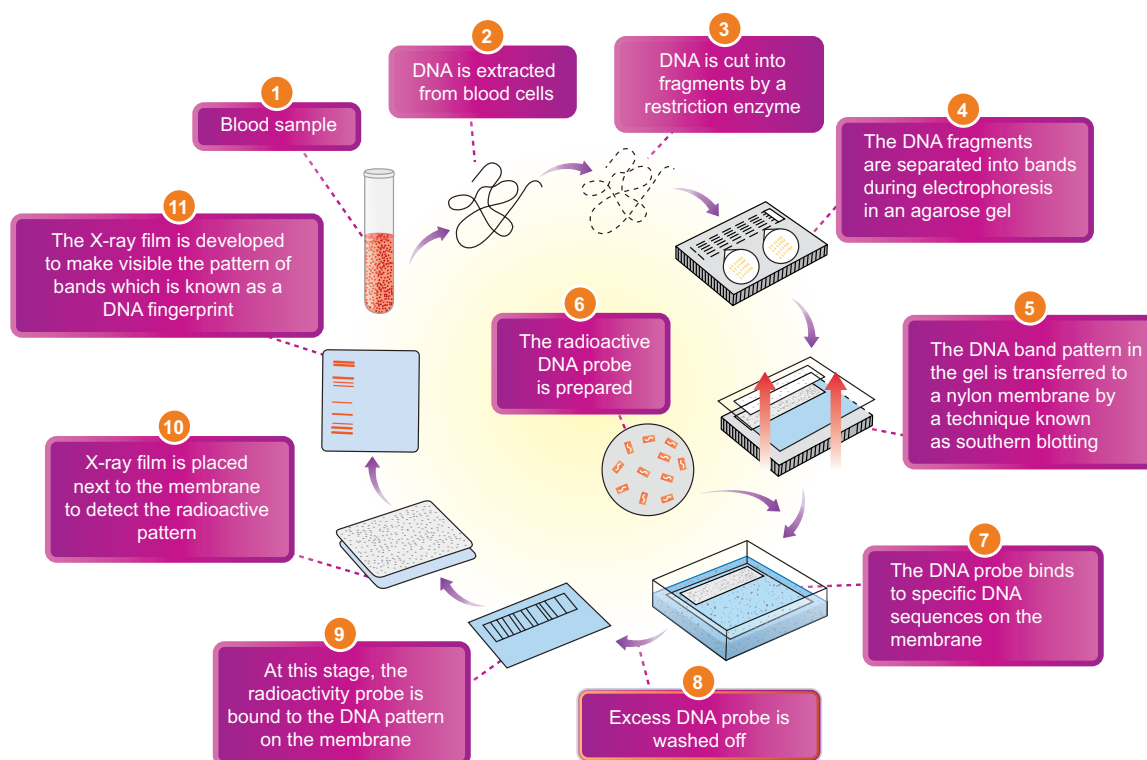 1
Blood sample
2
DNA is extracted
from blood cells
3
DNA is cut into
fragments by a
restriction enzyme
4
The DNA fragments
are separated into bands
during electrophoresis
in an agarose gel
5
The DNA band pattern in
the gel is transferred to
a nylon membrane by
a technique known
as southern blotting
6
The radioactive
DNA probe
is prepared
7
The DNA probe binds
to specific DNA
sequences on the
membrane
8
Excess DNA probe is
washed off
9
At this stage, the
radioactivity probe is
bound to the DNA pattern
on the membrane
10
X-ray film is placed
next to the membrane
to detect the radioactive
pattern
11
The X-ray film is developed
to make visible the pattern of
bands which is known as a
DNA fingerprint